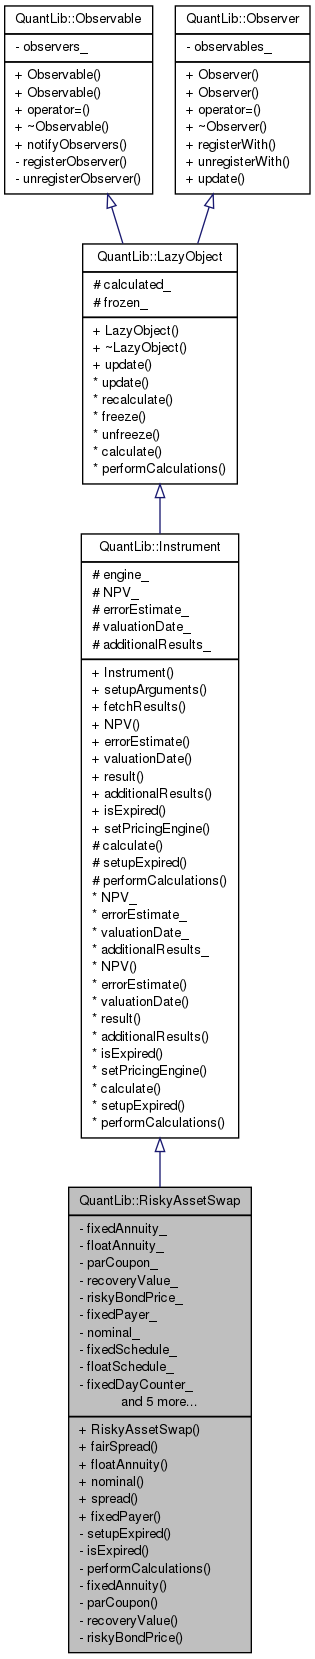 QuantLib::Observable
- observers_
+ Observable()
+ Observable()
+ operator=()
+ ~Observable()
+ notifyObservers()
- registerObserver()
- unregisterObserver()
QuantLib::Observer
- observables_
+ Observer()
+ Observer()
+ operator=()
+ ~Observer()
+ registerWith()
+ unregisterWith()
+ update()
QuantLib::LazyObject
# calculated_
# frozen_
+ LazyObject()
+ ~LazyObject()
+ update()
* update()
* recalculate()
* freeze()
* unfreeze()
* calculate()
* performCalculations()
QuantLib::Instrument
# engine_
# NPV_
# errorEstimate_
# valuationDate_
# additionalResults_
+ Instrument()
+ setupArguments()
+ fetchResults()
+ NPV()
+ errorEstimate()
+ valuationDate()
+ result()
+ additionalResults()
+ isExpired()
+ setPricingEngine()
# calculate()
# setupExpired()
# performCalculations()
* NPV_
* errorEstimate_
* valuationDate_
* additionalResults_
* NPV()
* errorEstimate()
* valuationDate()
* result()
* additionalResults()
* isExpired()
* setPricingEngine()
* calculate()
* setupExpired()
* performCalculations()
QuantLib::RiskyAssetSwap
- fixedAnnuity_
- floatAnnuity_
- parCoupon_
- recoveryValue_
- riskyBondPrice_
- fixedPayer_
- nominal_
- fixedSchedule_
- floatSchedule_
- fixedDayCounter_
and 5 more...
+ RiskyAssetSwap()
+ fairSpread()
+ floatAnnuity()
+ nominal()
+ spread()
+ fixedPayer()
- setupExpired()
- isExpired()
- performCalculations()
- fixedAnnuity()
- parCoupon()
- recoveryValue()
- riskyBondPrice()